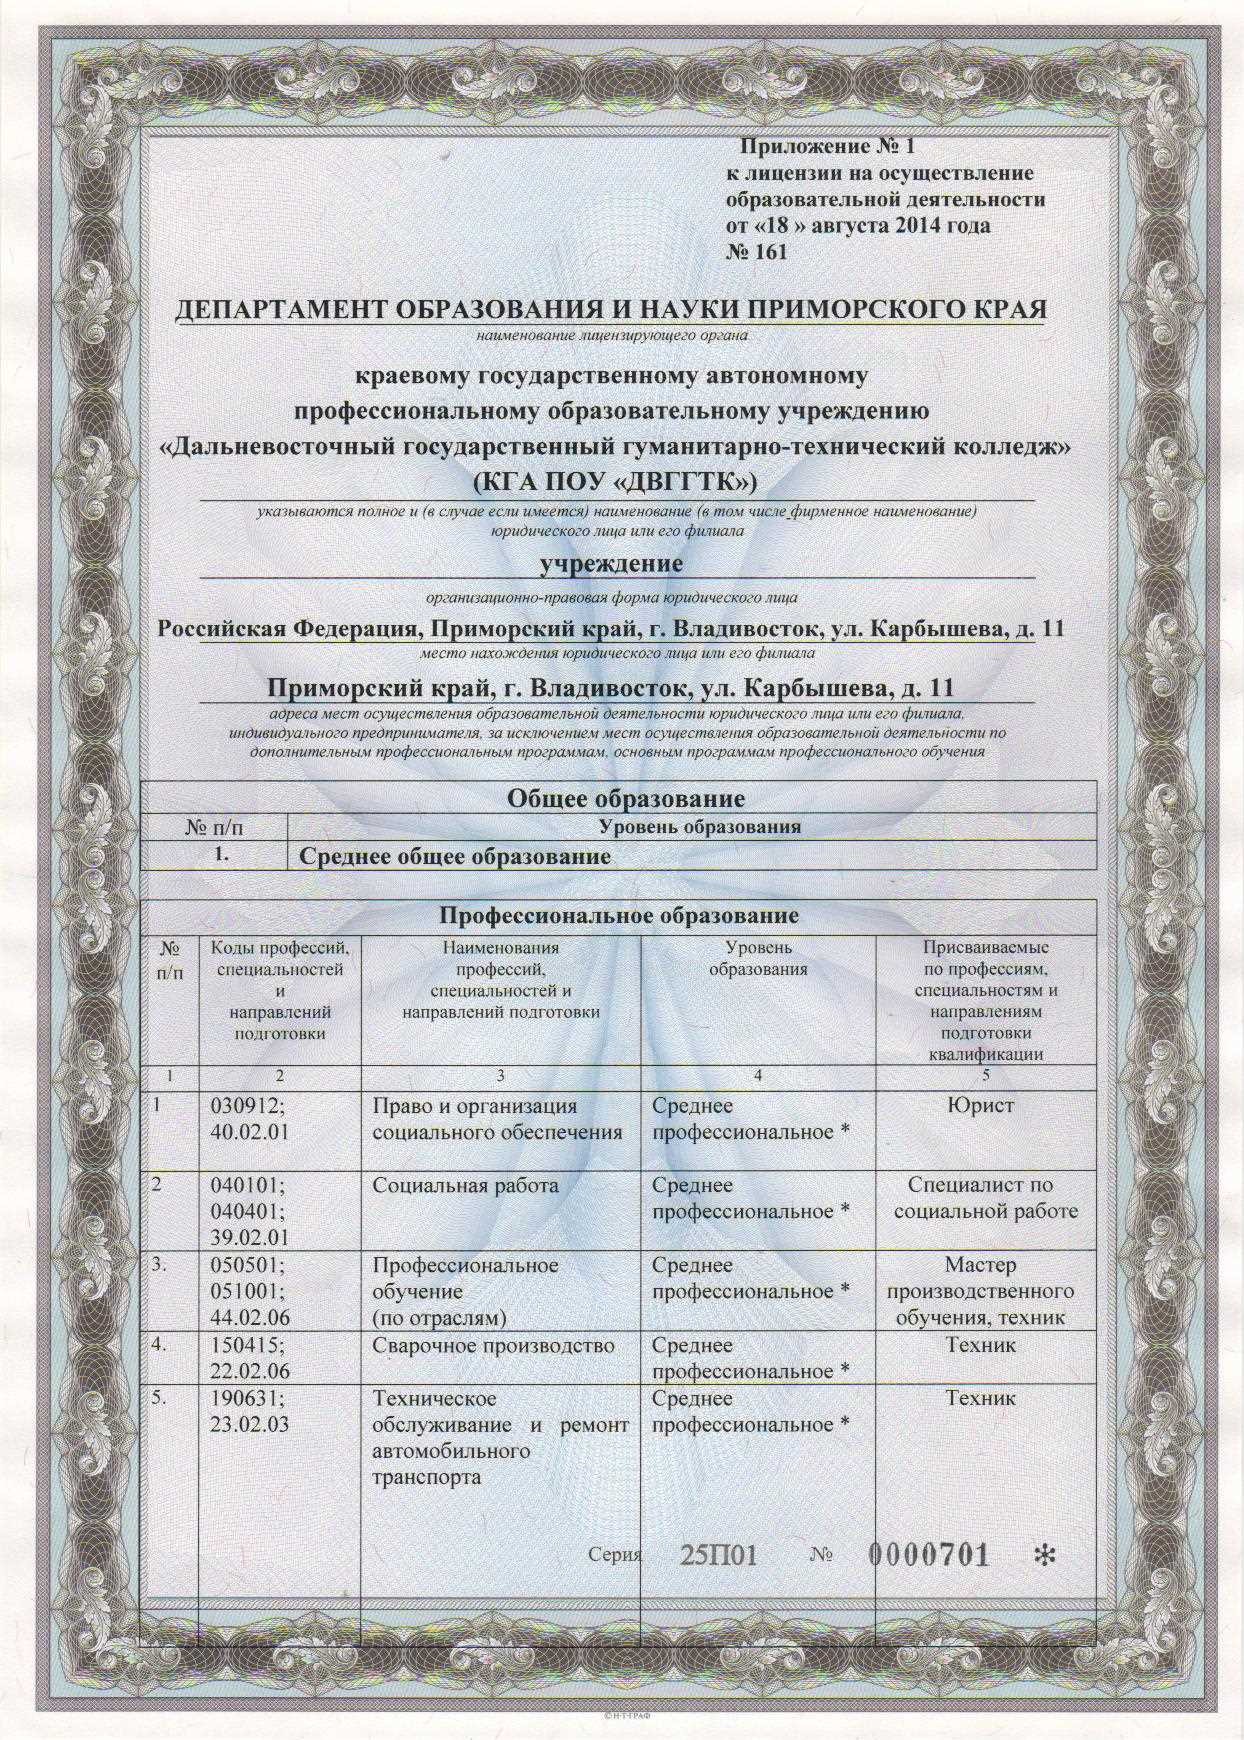 Приложение № 1
к лицензии на осуществление
образовательной деятельности
от «18 » августа 2014 года
№ 161
ДЕПАРТАМЕНТ ОБРАЗОВАНИЯ И НАУКИ ПРИМОРСКОГО КРАЯ
наименование лицензирующего органа
краевому государственному автономному
профессиональному образовательному учреждению
«Дальневосточный государственный гуманитарно-технический колледж»
(КГА ПОУ «ДВГГТК»)
указываются полное и (в случае если имеется) наименование (в том числе фирменное наименование)
юридического лица или его филиала
учреждение
организационно-правовая форма юридического лица
Российская Федерация, Приморский край, г. Владивосток, ул. Карбышева, д. 11
место нахождения юридического лица или его филиала
Приморский край, г. Владивосток, ул. Карбышева, д. 11
адреса мест осуществления образовательной деятельности юридического лица или его филиала,
индивидуального предпринимателя, за исключением мест осуществления образовательной деятельности по
дополнительным профессиональным программам, основным программам профессионального обучения
Общее образование
№ п/п Уровень образования
1. Среднее общее образование
Профессиональное образование
№ Коды профессий, Наименования Уровень Присваиваемые
п/п специальностей профессий, образования по профессиям,
и специальностей и специальностям и
направлений направлений подготовки направлениям
подготовки подготовки
квалификации
1 2 3 4 5
1 030912; Право и организация Среднее Юрист
40.02.01 социального обеспечения профессиональное *
2 040101; Социальная работа Среднее Специалист по
040401; профессиональное * социальной работе
39.02.01
3. 050501; Профессиональное Среднее Мастер
051001; обучение профессиональное * производственного
44.02.06 (по отраслям) обучения, техник
4. 150415; Сварочное производство Среднее Техник
22.02.06 профессиональное *
5. 190631; Техническое Среднее Техник
23.02.03 обслуживание и ремонт профессиональное *
автомобильного
транспорта
Серия 25П01 № 0000701 *
© Н-Т-ГРАФ